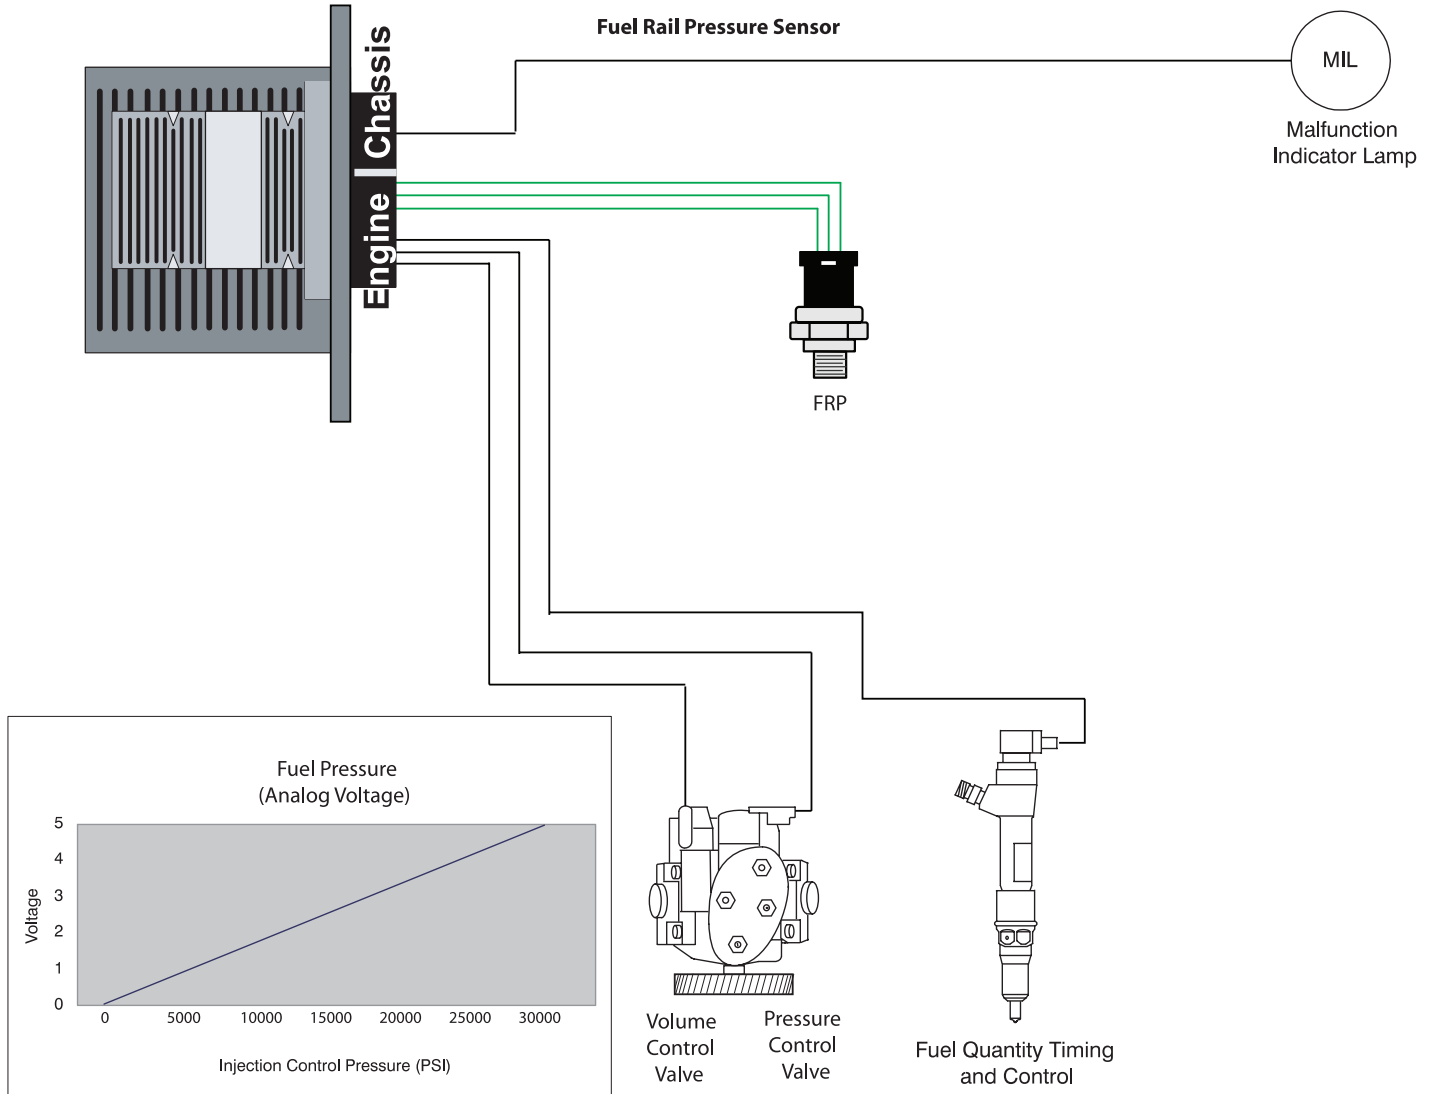 Fuel Rail Pressure Sensor
MIL
Malfunction
Indicator Lamp
Chassis
Engine
FRP
Fuel Pressure
(Analog Voltage)
5
4
3
2
1
0
Voltage
0 5000 10000 15000 20000 25000 30000
Injection Control Pressure (PSI)
Volume
Control
Valve
Pressure
Control
Valve
Fuel Quantity Timing
and Control